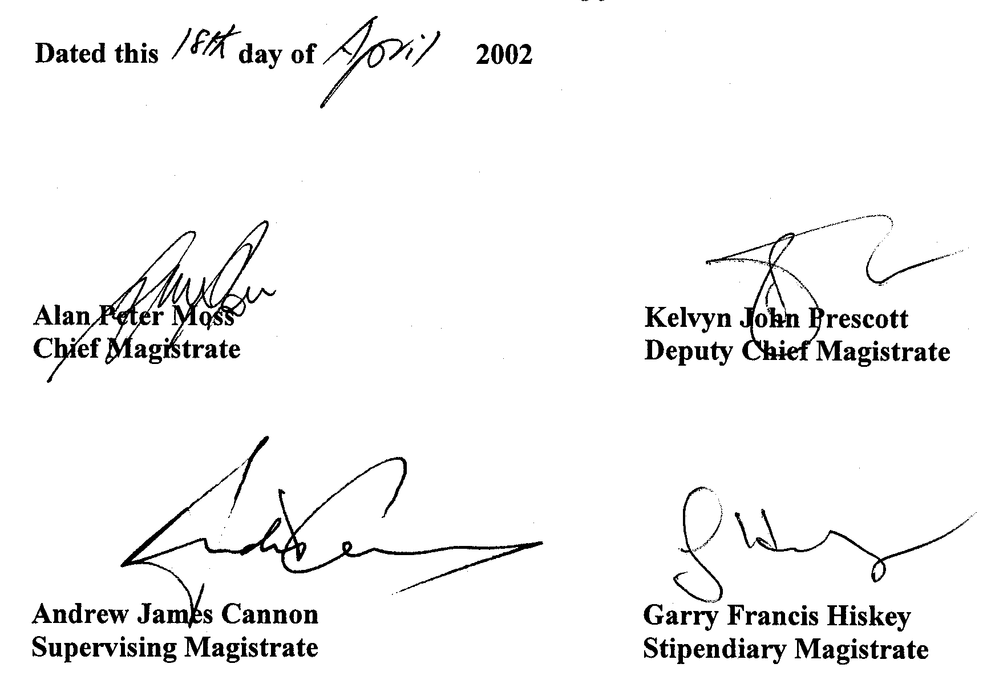 Dated this 18th day of April 2002
Alan Peter Moss
Chief Magistrate
Kelvyn John Prescott
Deputy Chief Magistrate
Andrew James Cannon
Supervising Magistrate
Garry Francis Hiskey
Stipendiary Magistrate